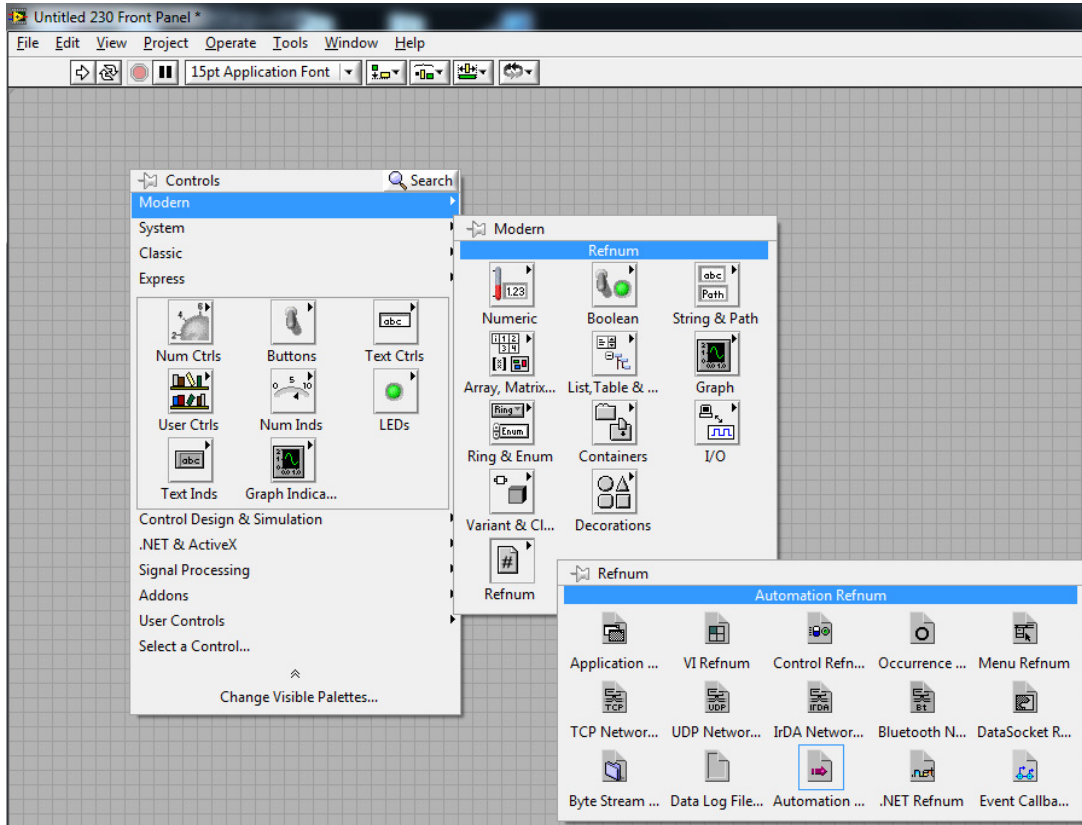 Untitled 230 Front Panel *
File Edit View Project Operate Tools Window Help
15pt Application Font
Controls Search
Modern
System
Classic
Express
Num Ctrls Buttons Text Ctrls
User Ctrls Num Inds LEDs
Text Inds Graph Indica...
Control Design & Simulation
.NET & ActiveX
Signal Processing
Addons
User Controls
Select a Control...
Change Visible Palettes...
Modern
Refnum
Numeric Boolean String & Path
Array, Matrix... List, Table & ... Graph
Ring & Enum Containers I/O
Variant & Cl... Decorations
Refnum
Refnum
Automation Refnum
Application ... VI Refnum Control Refn... Occurrence ... Menu Refnum
TCP Networ... UDP Networ... IrDA Networ... Bluetooth N... DataSocket R...
Byte Stream ... Data Log File... Automation ... .NET Refnum Event Callba...